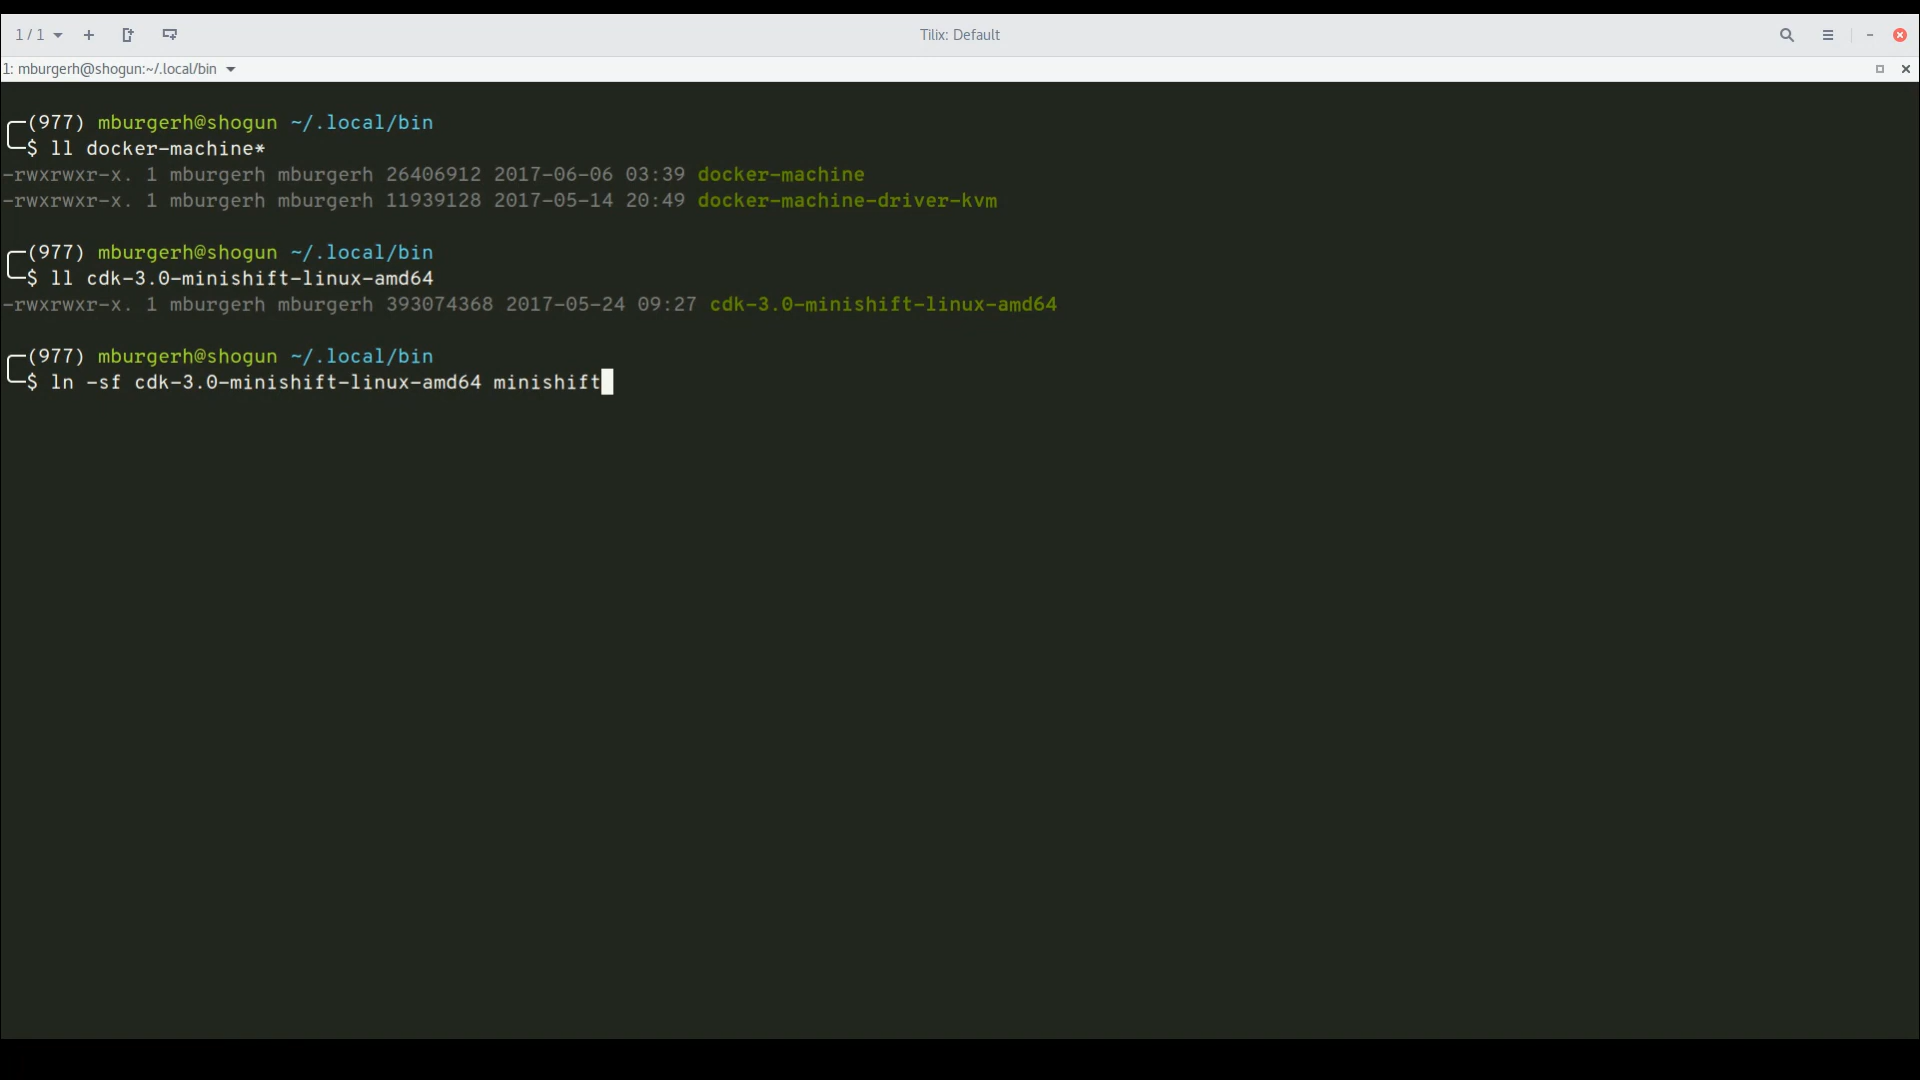 1 / 1
Tilix: Default
1: mburgerh@shogun:~/.local/bin
(977) mburgerh@shogun ~/.local/bin
$ ll docker-machine*
-rwxrwxr-x. 1 mburgerh mburgerh 26406912 2017-06-06 03:39 docker-machine
-rwxrwxr-x. 1 mburgerh mburgerh 11939128 2017-05-14 20:49 docker-machine-driver-kvm
(977) mburgerh@shogun ~/.local/bin
$ ll cdk-3.0-minishift-linux-amd64
-rwxrwxr-x. 1 mburgerh mburgerh 393074368 2017-05-24 09:27 cdk-3.0-minishift-linux-amd64
(977) mburgerh@shogun ~/.local/bin
$ ln -sf cdk-3.0-minishift-linux-amd64 minishift